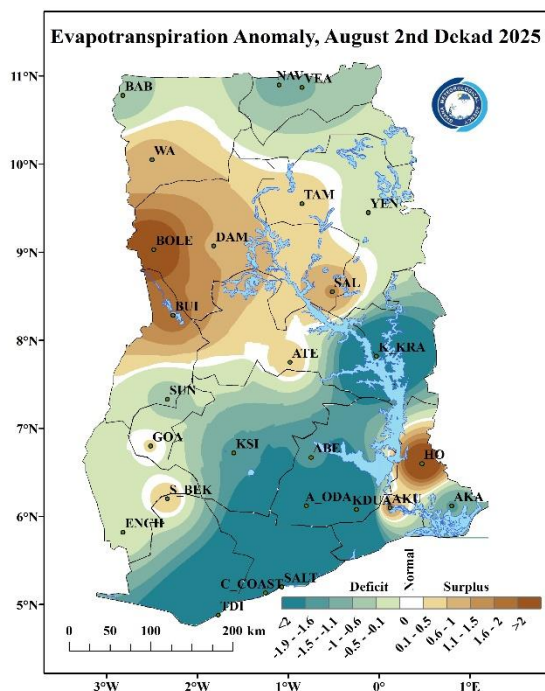 Evapotranspiration Anomaly, August 2nd Dekad 2025
11°N
10°N
9°N
8°N
7°N
6°N
5°N
BAB
NAV
VEA
WA
TAM
YEN
BOLE
DAM
SAL
BUI
K_KRA
ATE
SUN
GOA
KSI
ABE
HO
S_BEK
A_ODA
KDUA
AKU
AKA
ENCH
C_COAST
SALT
TDI
Deficit
Normal
Surplus
<2
-1.9 - -1.6
-1.5 - -1.1
-1 - -0.6
-0.5 - -0.1
0
0.1 - 0.5
0.6 - 1
1.1 - 1.5
1.6 - 2
>2
0 50 100 200 km
3°W
2°W
1°W
0°
1°E